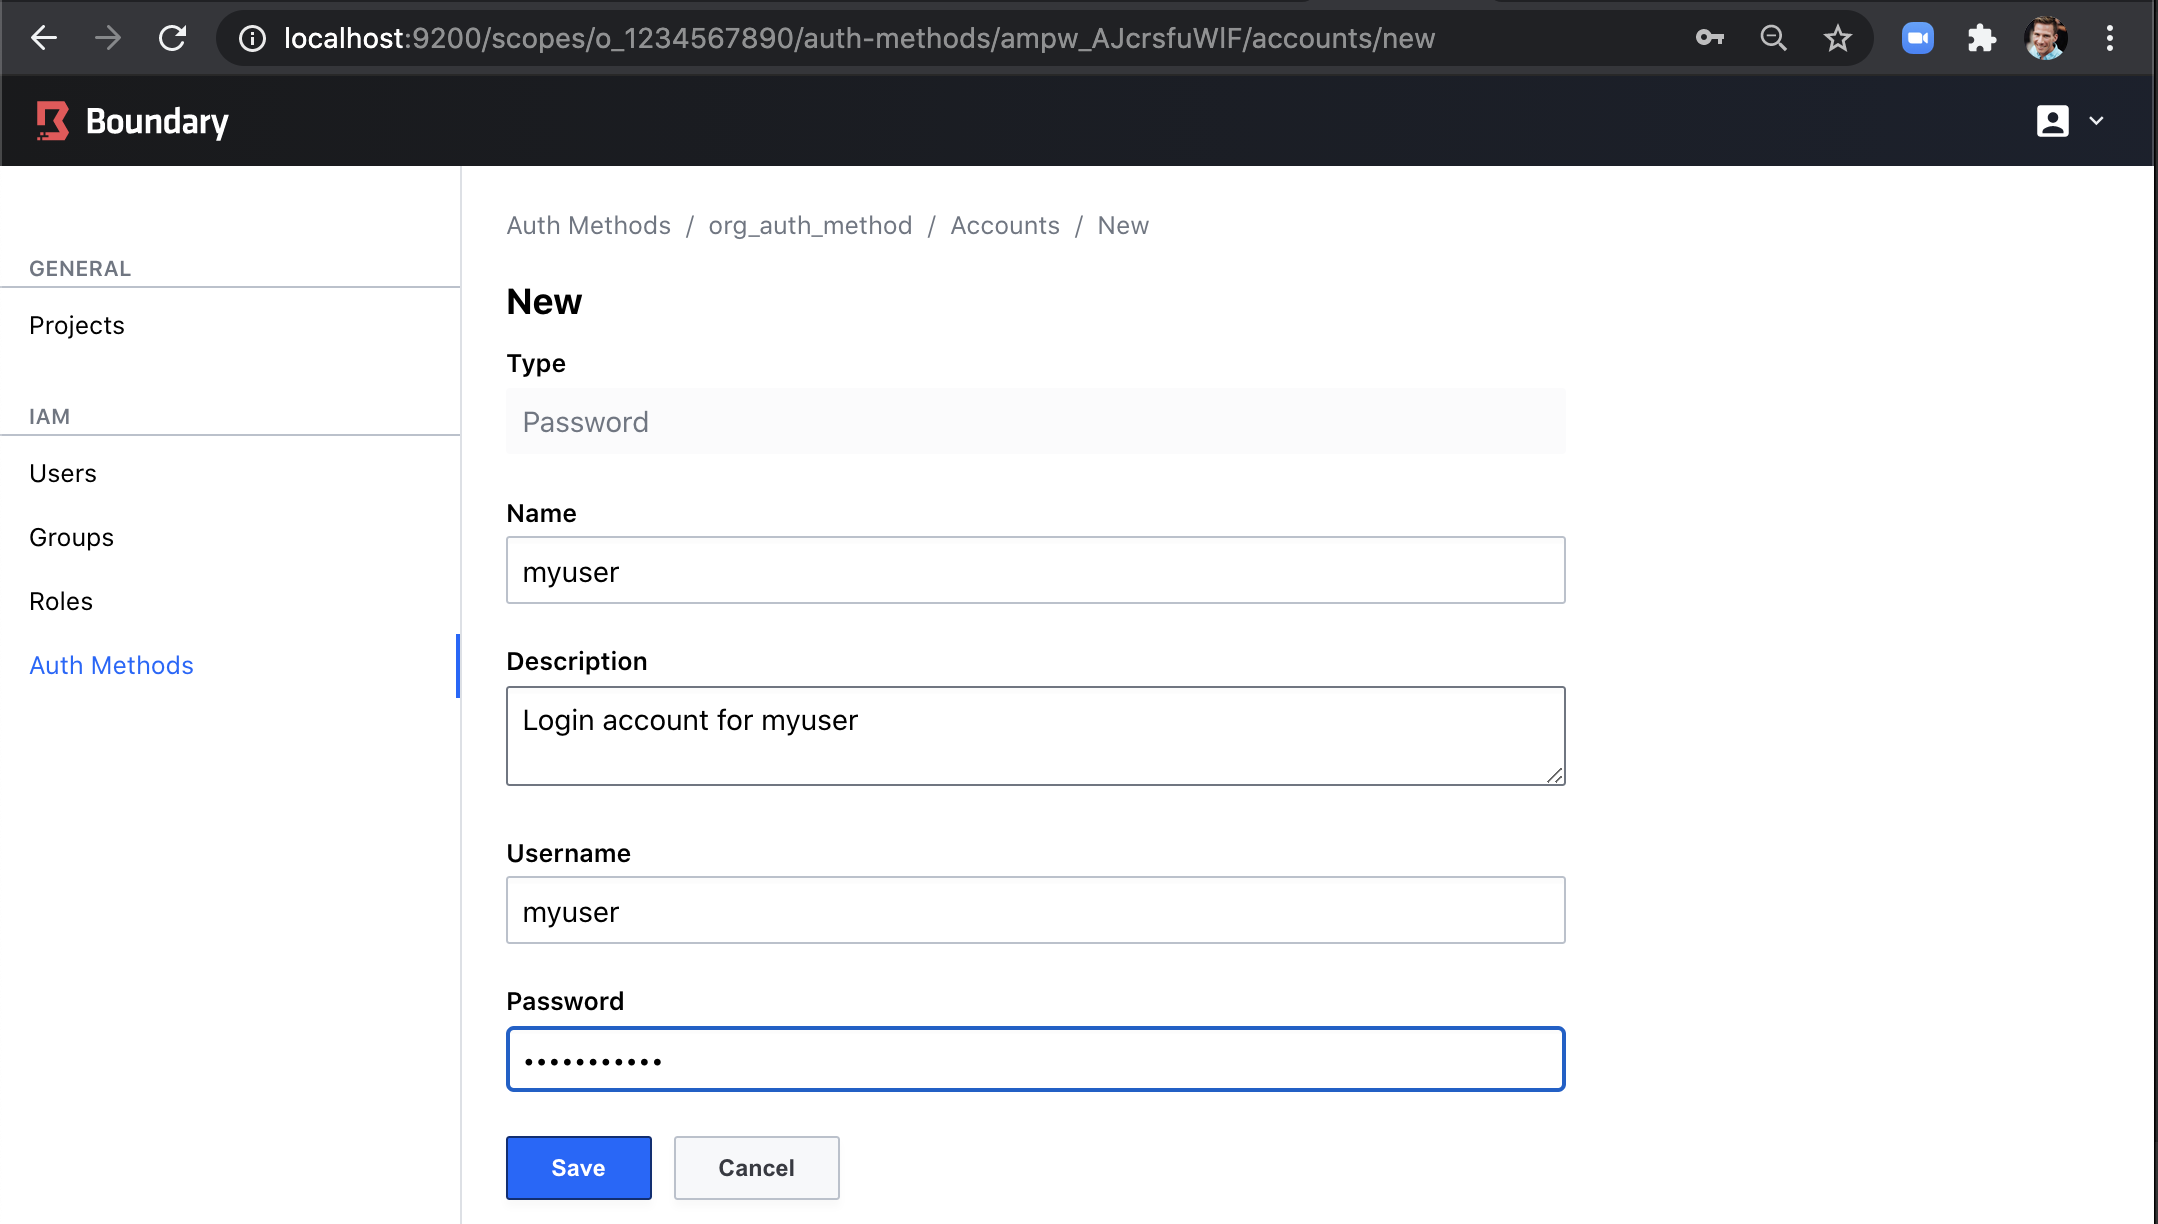 localhost:9200/scopes/o_1234567890/auth-methods/ampw_AJcrsfuWlF/accounts/new
Boundary
Auth Methods / org_auth_method / Accounts / New
GENERAL
Projects
IAM
Users
Groups
Roles
Auth Methods
New
Type
Password
Name
myuser
Description
Login account for myuser
Username
myuser
Password
•••••••••••
Save
Cancel